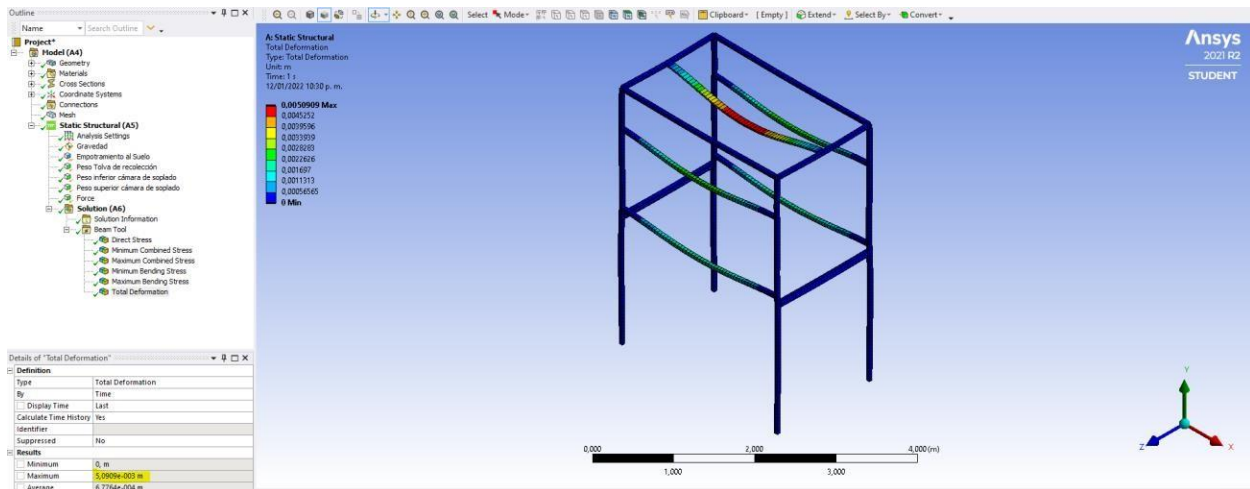 Outline
Name Search Outline
Project*
Model (A4)
Geometry
Materials
Cross Sections
Coordinate Systems
Connections
Mesh
Static Structural (A5)
Analysis Settings
Gravedad
Empotramiento al Suelo
Peso Tolva de recolección
Peso inferior cámara de soplado
Peso superior cámara de soplado
Force
Solution (A6)
Solution Information
Beam Tool
Direct Stress
Minimum Combined Stress
Maximum Combined Stress
Minimum Bending Stress
Maximum Bending Stress
Total Deformation
Details of "Total Deformation"
Definition
Type Total Deformation
By Time
Display Time Last
Calculate Time History Yes
Identifier
Suppressed No
Results
Minimum 0, m
Maximum 5,0909e-003 m
Average 6,7764e-004 m
Select Mode Clipboard [ Empty ] Extend Select By Convert
A: Static Structural
Total Deformation
Type: Total Deformation
Unit: m
Time: 1 s
12/01/2022 10:30 p. m.
0,0050909 Max
0,0045252
0,0039596
0,0033939
0,0028283
0,0022626
0,001697
0,0011313
0,00056565
0 Min
Ansys
2021 R2
STUDENT
0,000 2,000 4,000 (m)
1,000 3,000
Y
Z
X